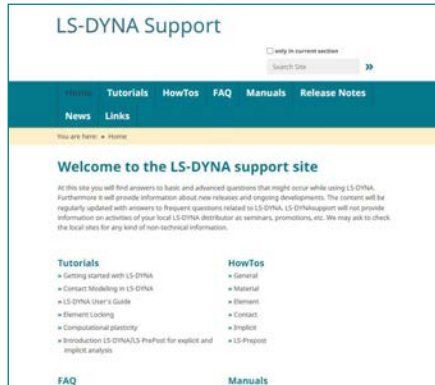 LS-DYNA Support
only in current section
Search Site »
Home Tutorials HowTos FAQ Manuals Release Notes
News Links
You are here: » Home
Welcome to the LS-DYNA support site
At this site you will find answers to basic and advanced questions that might occur while using LS-DYNA.
Furthermore it will provide information about new releases and ongoing developments. The content will be
regularly updated with answers to frequent questions related to LS-DYNA. LS-DYNAsupport will not provide
information on activities of your local LS-DYNA distributor as seminars, promotions, etc. We may ask to check
the local sites for any kind of non-technical information.
Tutorials
» Getting started with LS-DYNA
» Contact Modeling in LS-DYNA
» LS-DYNA User's Guide
» Element Locking
» Computational plasticity
» Introduction LS-DYNA/LS-PrePost for explicit and
implicit analysis
HowTos
» General
» Material
» Element
» Contact
» Implicit
» LS-Prepost
FAQ
Manuals